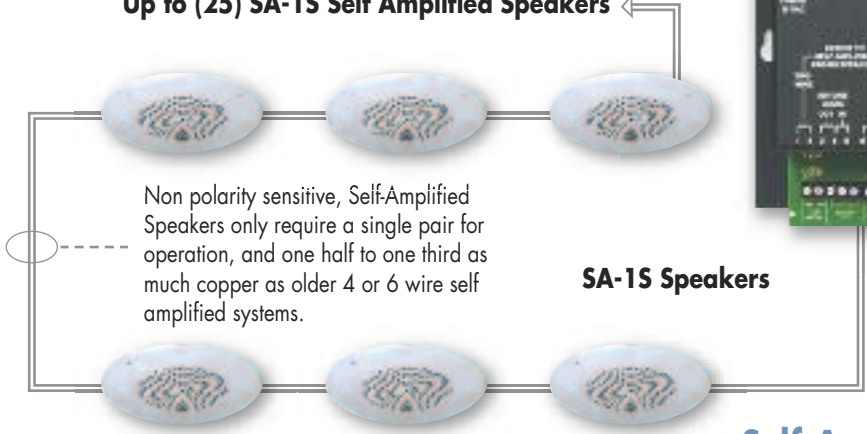 Up to (25) SA-1S Self Amplified Speakers
Non polarity sensitive, Self-Amplified
Speakers only require a single pair for
operation, and one half to one third as
much copper as older 4 or 6 wire self
amplified systems.
SA-1S Speakers